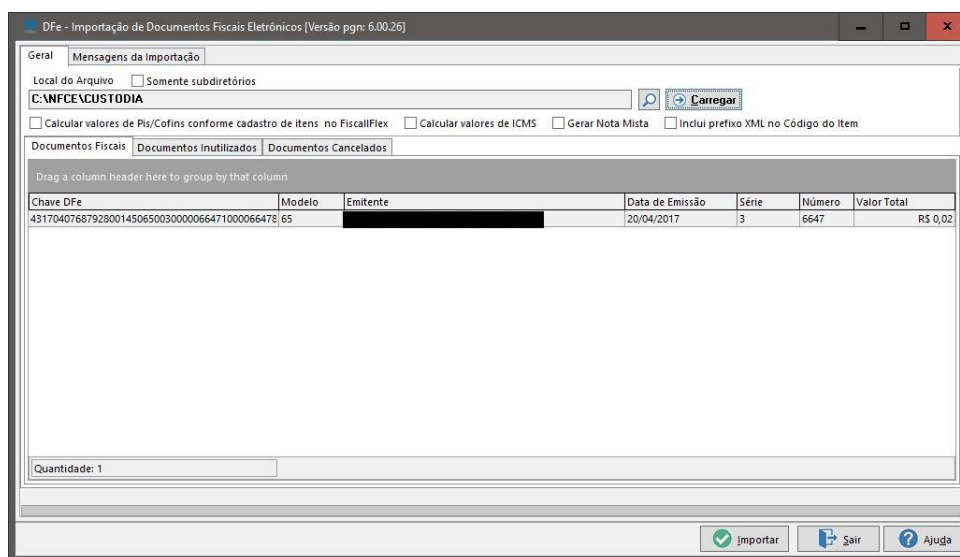 DFe - Importação de Documentos Fiscais Eletrônicos [Versão pgn: 6.00.26]
Geral Mensagens da Importação
Local do Arquivo Somente subdiretórios
C:\NFCE\CUSTODIA Carregar
Calcular valores de Pis/Cofins conforme cadastro de itens no FiscallFlex Calcular valores de ICMS Gerar Nota Mista Inclui prefixo XML no Código do Item
Documentos Fiscais Documentos Inutilizados Documentos Cancelados
Drag a column header here to group by that column
Chave DFe Modelo Emitente Data de Emissão Série Número Valor Total
43170407687928001450650030000066471000066478 65 20/04/2017 3 6647 R$ 0,02
Quantidade: 1
Importar Sair Ajuda